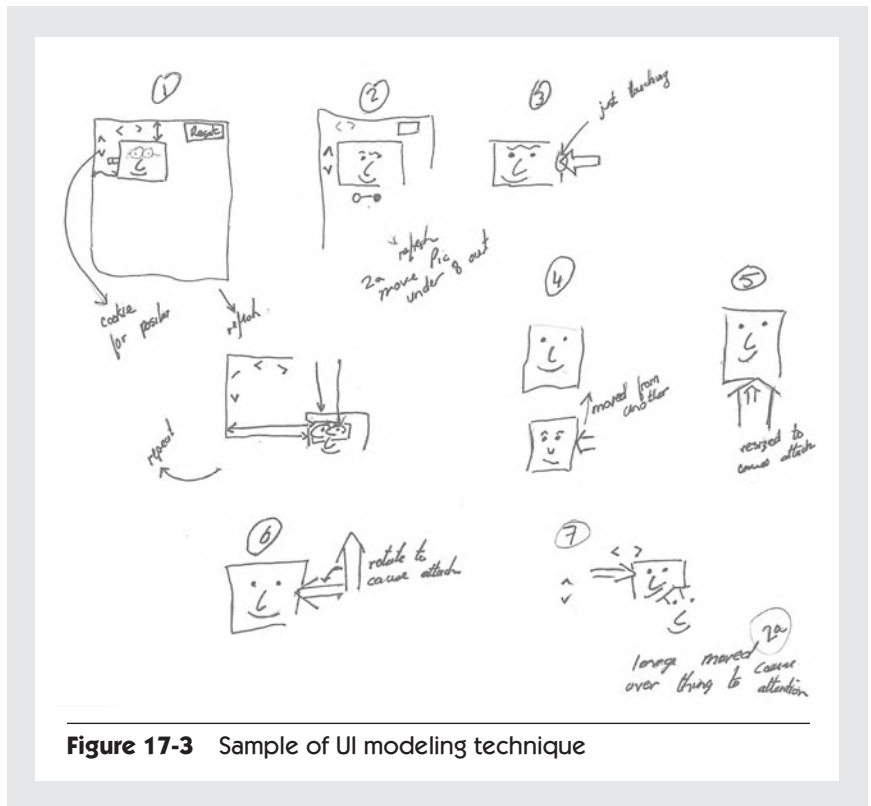 1
2
3
just touching
< >
Reset
< >
^
v
^
v
refresh
2a
move Pic
under & out
4
5
cookie
for position
refresh
< >
v
moved from
another
repeat
resized to
cause attach
6
7
rotate to
cause attach
< >
^
v
2a
Image moved cause
over thing to attention
Figure 17-3 Sample of UI modeling technique